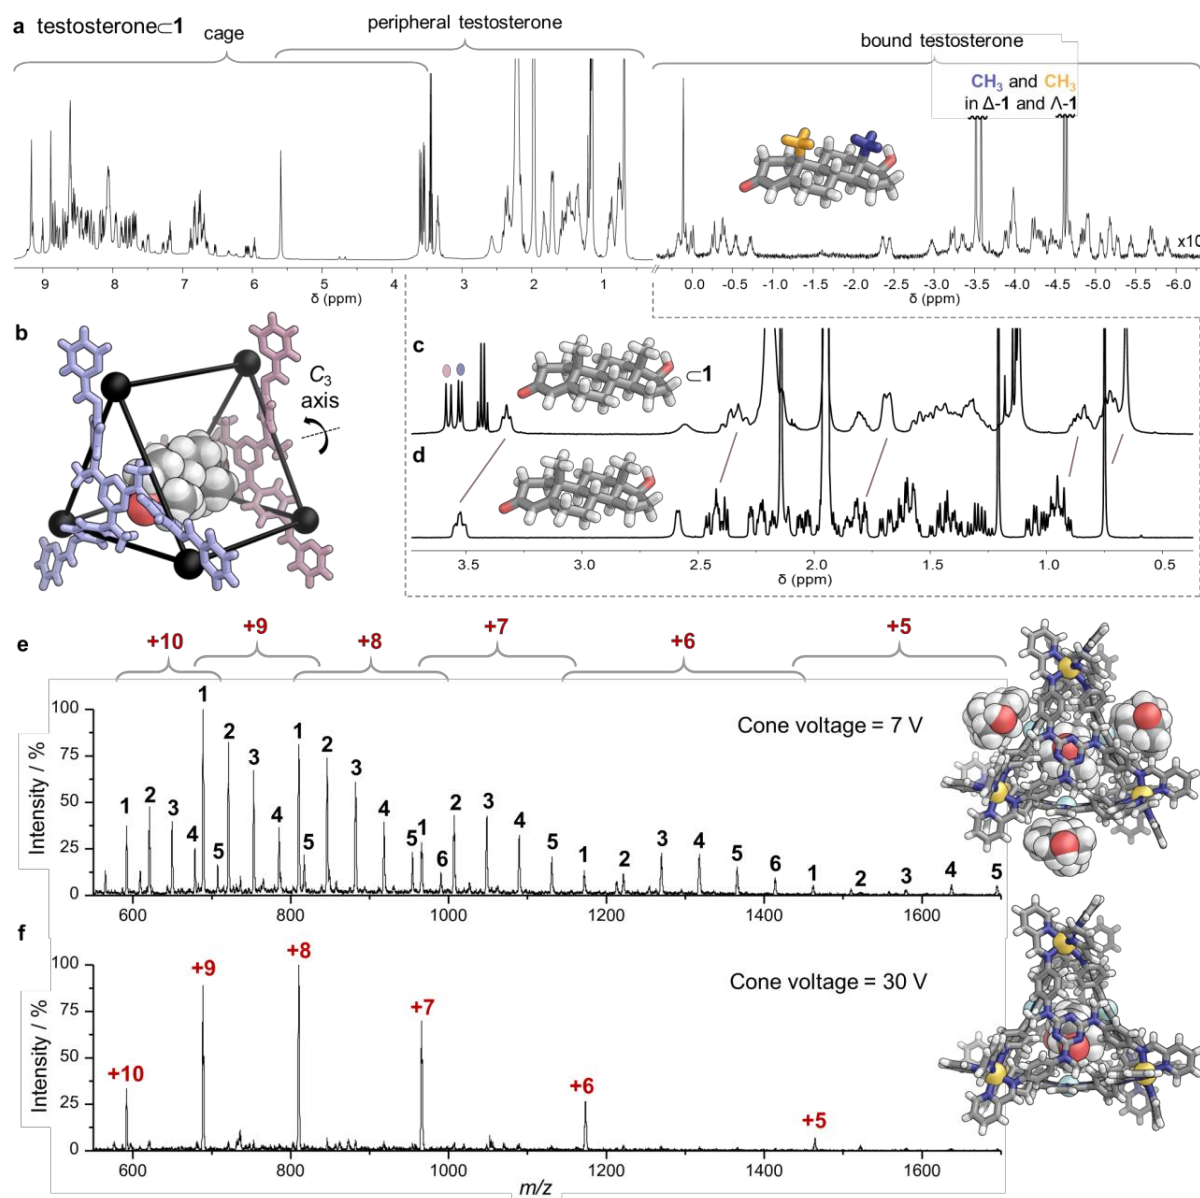 a testosterone⊂1
cage
peripheral testosterone
bound testosterone
CH₃ and CH₃
in Δ-1 and Λ-1
x10
9 8 7 6 5 4 3 2 1
δ (ppm)
0.0 -0.5 -1.0 -1.5 -2.0 -2.5 -3.0 -3.5 -4.0 -4.5 -5.0 -5.5 -6.0
δ (ppm)
b
C₃
axis
c
⊂1
d
3.5 3.0 2.5 2.0 1.5 1.0 0.5
δ (ppm)
e
+10 +9 +8 +7 +6 +5
Cone voltage = 7 V
Intensity / %
100
75
50
25
0
1 2 3 4 1 5 2 3 4 1 5 2 3 4 5 1 6 2 3 4 5 1 2 3 4 5 6 1 2 3 4 5
600 800 1000 1200 1400 1600
f
Cone voltage = 30 V
Intensity / %
100
75
50
25
0
+10 +9 +8 +7 +6 +5
600 800 1000 1200 1400 1600
m/z